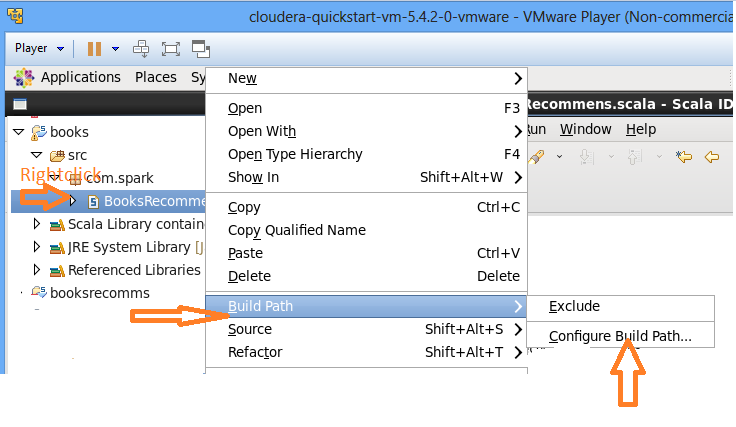 cloudera-quickstart-vm-5.4.2-0-vmware - VMware Player (Non-commercia
Player
Applications Places Sy
Recommens.scala - Scala ID
Run Window Help
books
src
com.spark
Rightclick
BooksRecomme
Scala Library contain
JRE System Library [J
Referenced Libraries
booksrecomms
New
Open F3
Open With
Open Type Hierarchy F4
Show In Shift+Alt+W
Copy Ctrl+C
Copy Qualified Name
Paste Ctrl+V
Delete Delete
Build Path
Source Shift+Alt+S
Refactor Shift+Alt+T
Exclude
Configure Build Path...